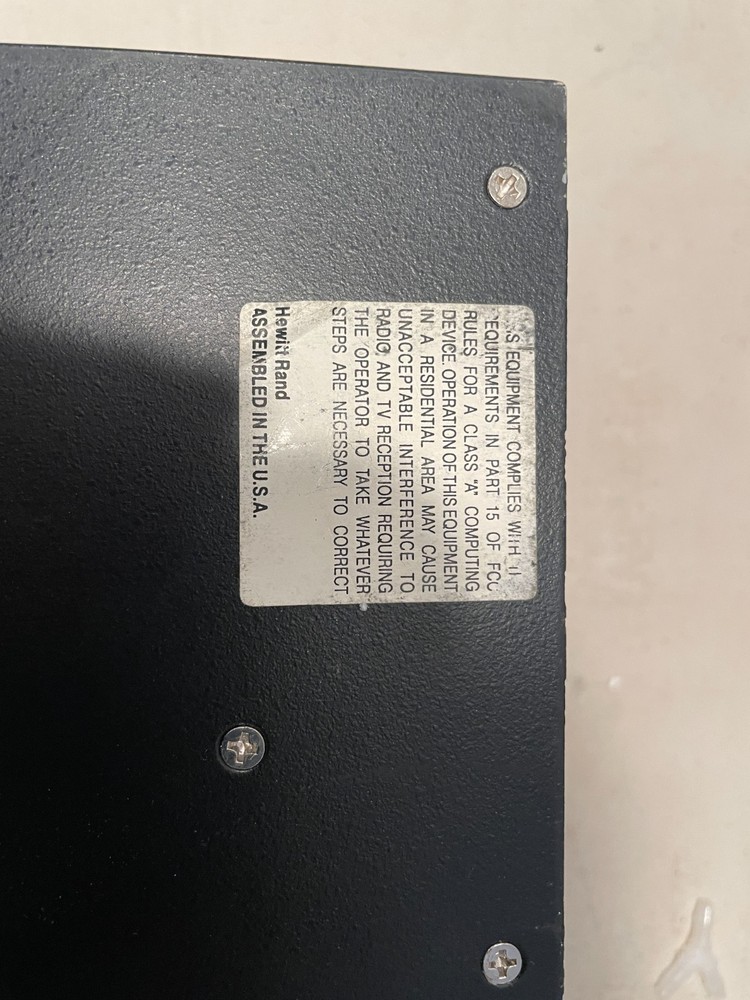 EQUIPMENT COMPLIES WITH
EQUIREMENTS IN PART 15 OF FCC
RULES FOR A CLASS "A" COMPUTING
DEVICE. OPERATION OF THIS EQUIPMENT
IN A RESIDENTIAL AREA MAY CAUSE
UNACCEPTABLE INTERFERENCE TO
RADIO AND TV RECEPTION REQUIRING
THE OPERATOR TO TAKE WHATEVER
STEPS ARE NECESSARY TO CORRECT
Hewitt Rand
ASSEMBLED IN THE U.S.A.